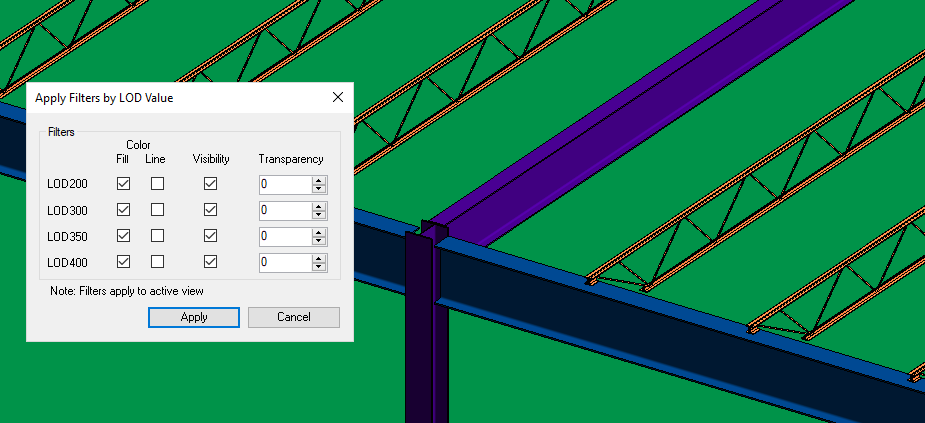 Apply Filters by LOD Value
Filters
Color
Fill Line Visibility Transparency
LOD200 0
LOD300 0
LOD350 0
LOD400 0
Note: Filters apply to active view
Apply Cancel